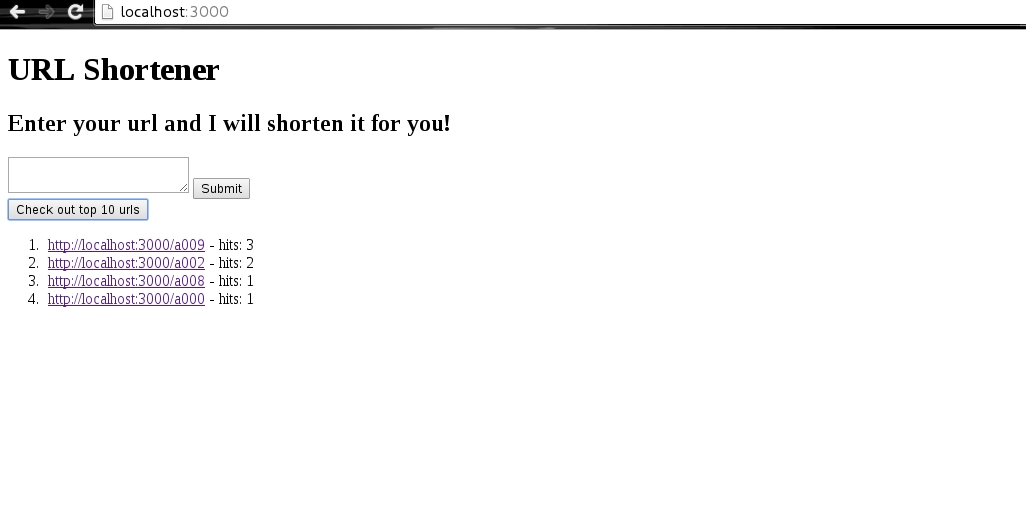 localhost:3000
URL Shortener
Enter your url and I will shorten it for you!
Submit
Check out top 10 urls
1. http://localhost:3000/a009 - hits: 3
2. http://localhost:3000/a002 - hits: 2
3. http://localhost:3000/a008 - hits: 1
4. http://localhost:3000/a000 - hits: 1